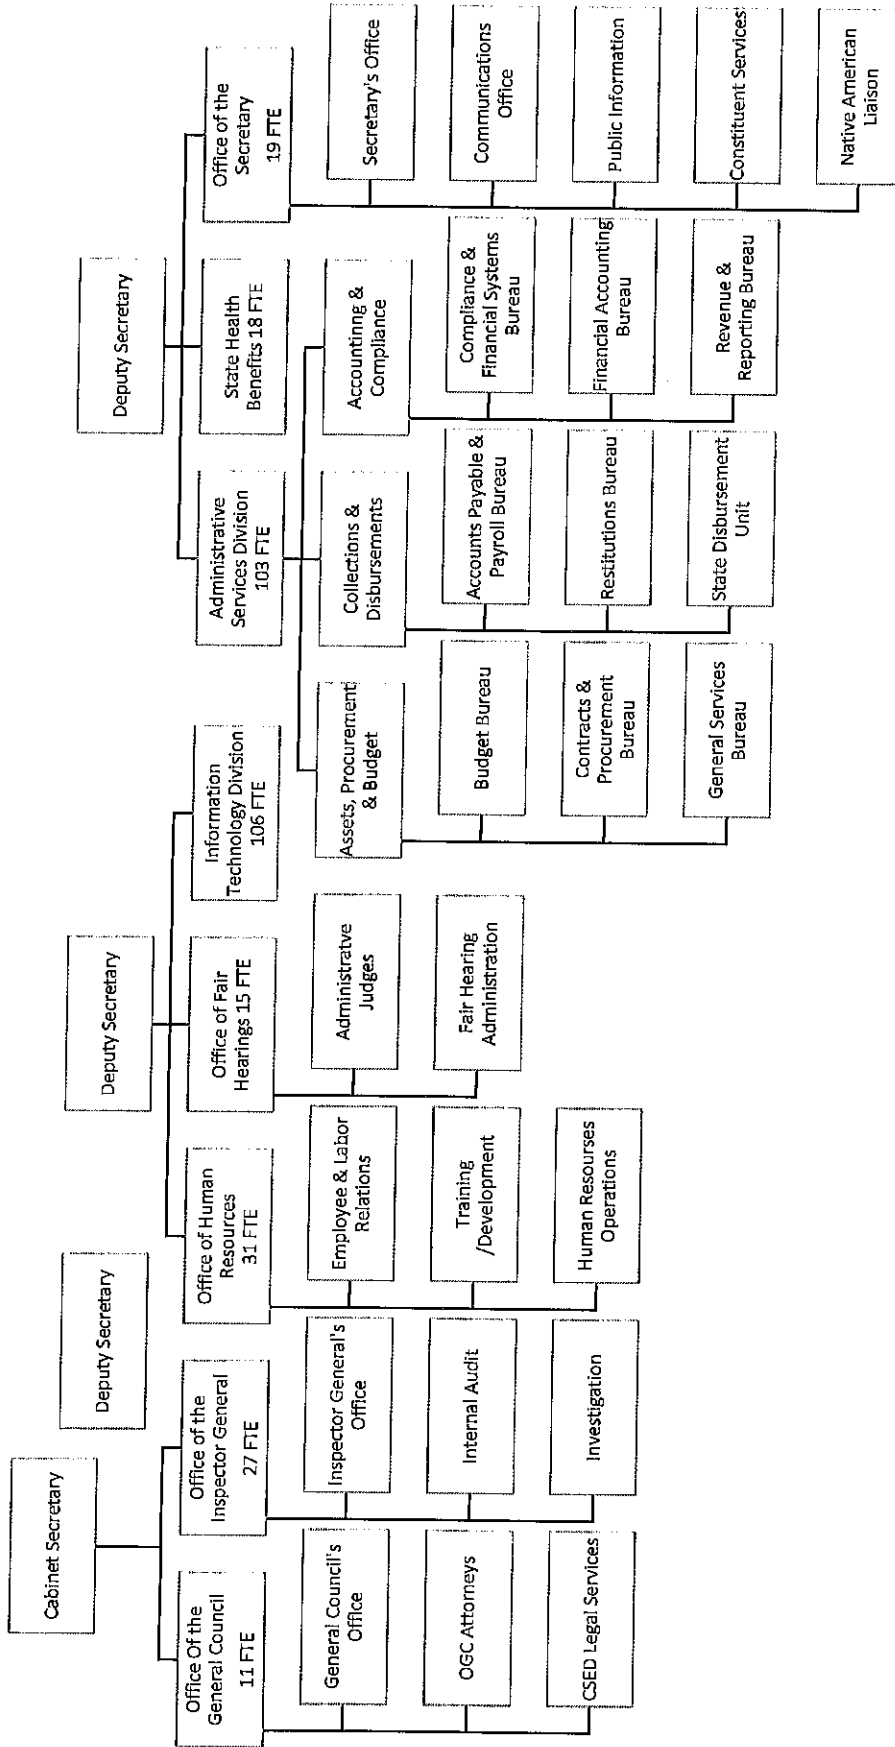 Cabinet Secretary
Deputy Secretary
Deputy Secretary
Deputy Secretary
Office Of the
General Council
11 FTE
Office of the
Inspector General
27 FTE
Office of Human
Resources
31 FTE
Office of Fair
Hearings 15 FTE
Information
Technology Division
106 FTE
Administrative
Services Division
103 FTE
State Health
Benefits 18 FTE
Office of the
Secretary
19 FTE
General Council's
Office
OGC Attorneys
CSED Legal Services
Inspector General's
Office
Internal Audit
Investigation
Employee & Labor
Relations
Training
/Development
Human Resourses
Operations
Administratve
Judges
Fair Hearing
Administration
Assets, Procurement
& Budget
Budget Bureau
Contracts &
Procurement
Bureau
General Services
Bureau
Collections &
Disbursements
Accounts Payable &
Payroll Bureau
Restitutions Bureau
State Disbursement
Unit
Accountinng &
Compliance
Compliance &
Financial Systems
Bureau
Financial Accounting
Bureau
Revenue &
Reporting Bureau
Secretary's Office
Communications
Office
Public Information
Constituent Services
Native American
Liaison